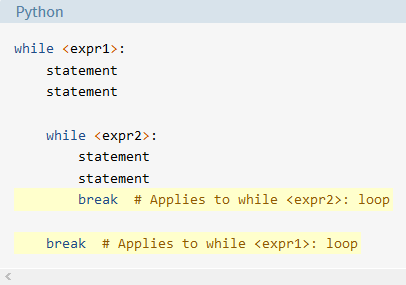 Python
while <expr1>:
    statement
    statement

    while <expr2>:
        statement
        statement
        break  # Applies to while <expr2>: loop

    break  # Applies to while <expr1>: loop